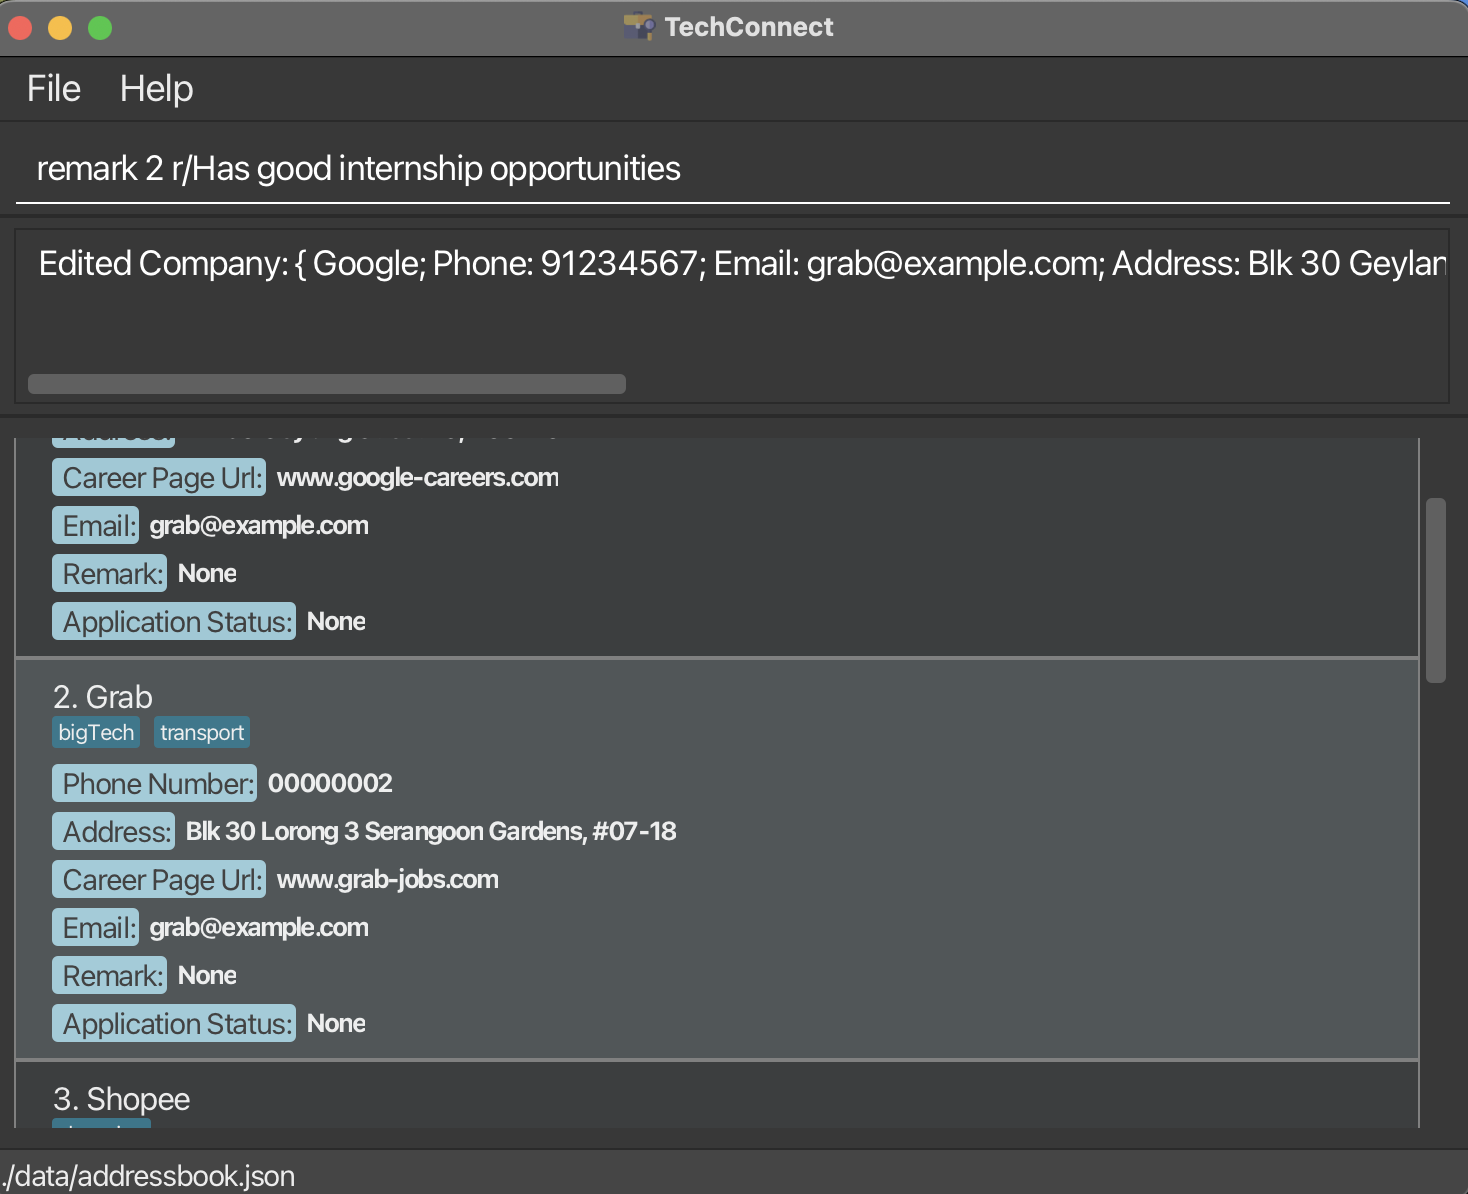 TechConnect
File Help
remark 2 r/Has good internship opportunities
Edited Company: { Google; Phone: 91234567; Email: grab@example.com; Address: Blk 30 Geylan
Career Page Url: www.google-careers.com
Email: grab@example.com
Remark: None
Application Status: None
2. Grab
bigTech transport
Phone Number: 00000002
Address: Blk 30 Lorong 3 Serangoon Gardens, #07-18
Career Page Url: www.grab-jobs.com
Email: grab@example.com
Remark: None
Application Status: None
3. Shopee
./data/addressbook.json